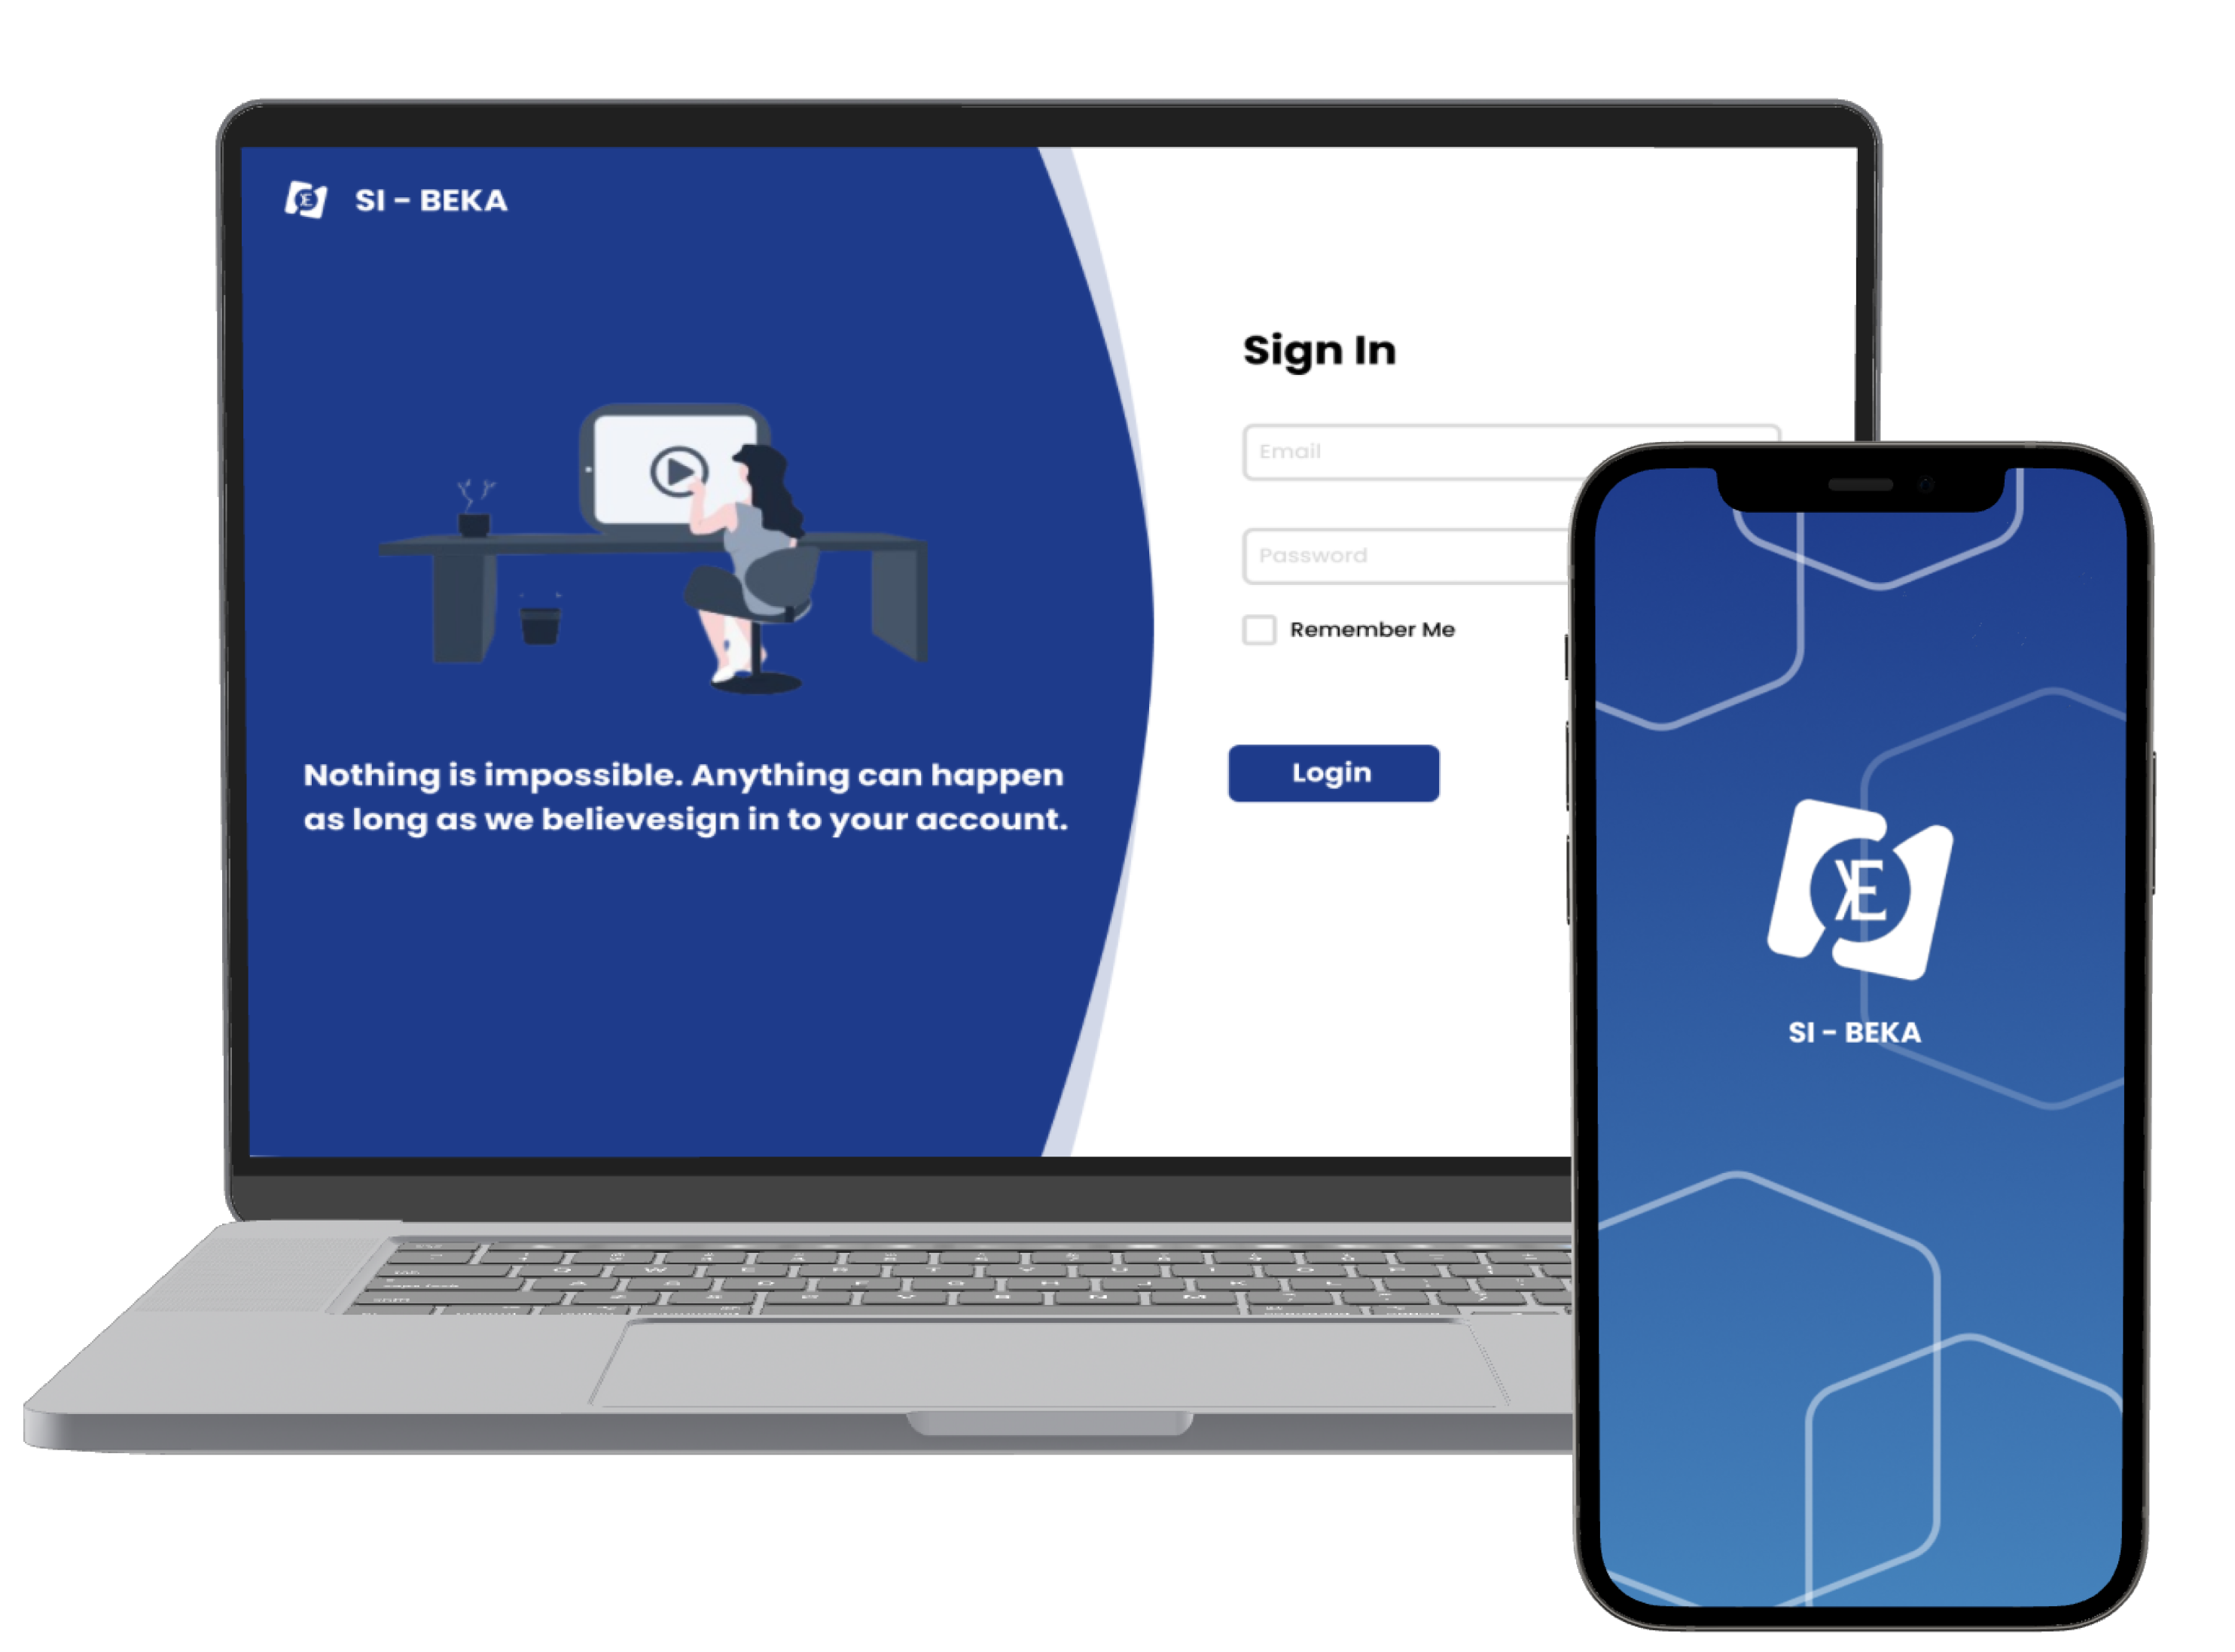 SI - BEKA
Nothing is impossible. Anything can happen
as long as we believesign in to your account.
Sign In
Email
Password
Remember Me
Login
SI - BEKA